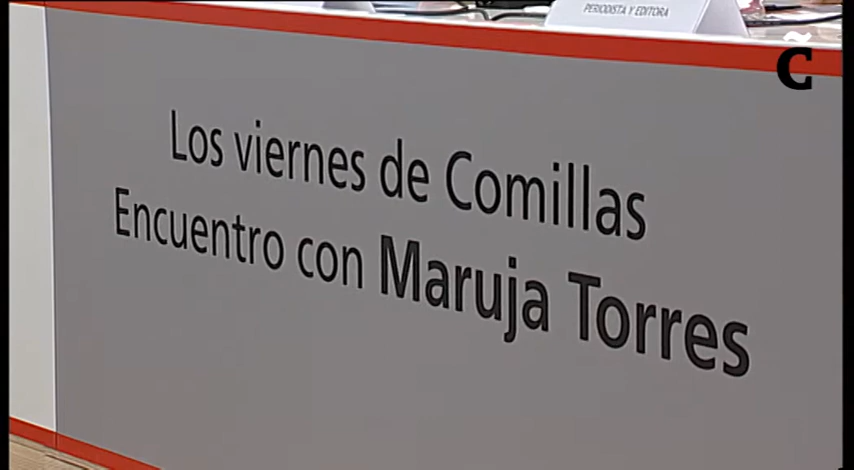 PERIODISTA Y EDITORA
C̃
Los viernes de Comillas
Encuentro con Maruja Torres